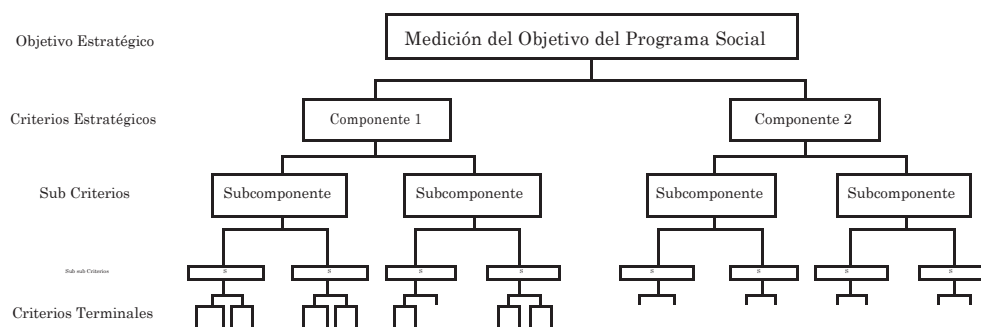 Objetivo Estratégico
Medición del Objetivo del Programa Social
Criterios Estratégicos
Componente 1
Componente 2
Sub Criterios
Subcomponente
Subcomponente
Subcomponente
Subcomponente
Sub sub Criterios
S
S
S
S
S
S
S
S
Criterios Terminales